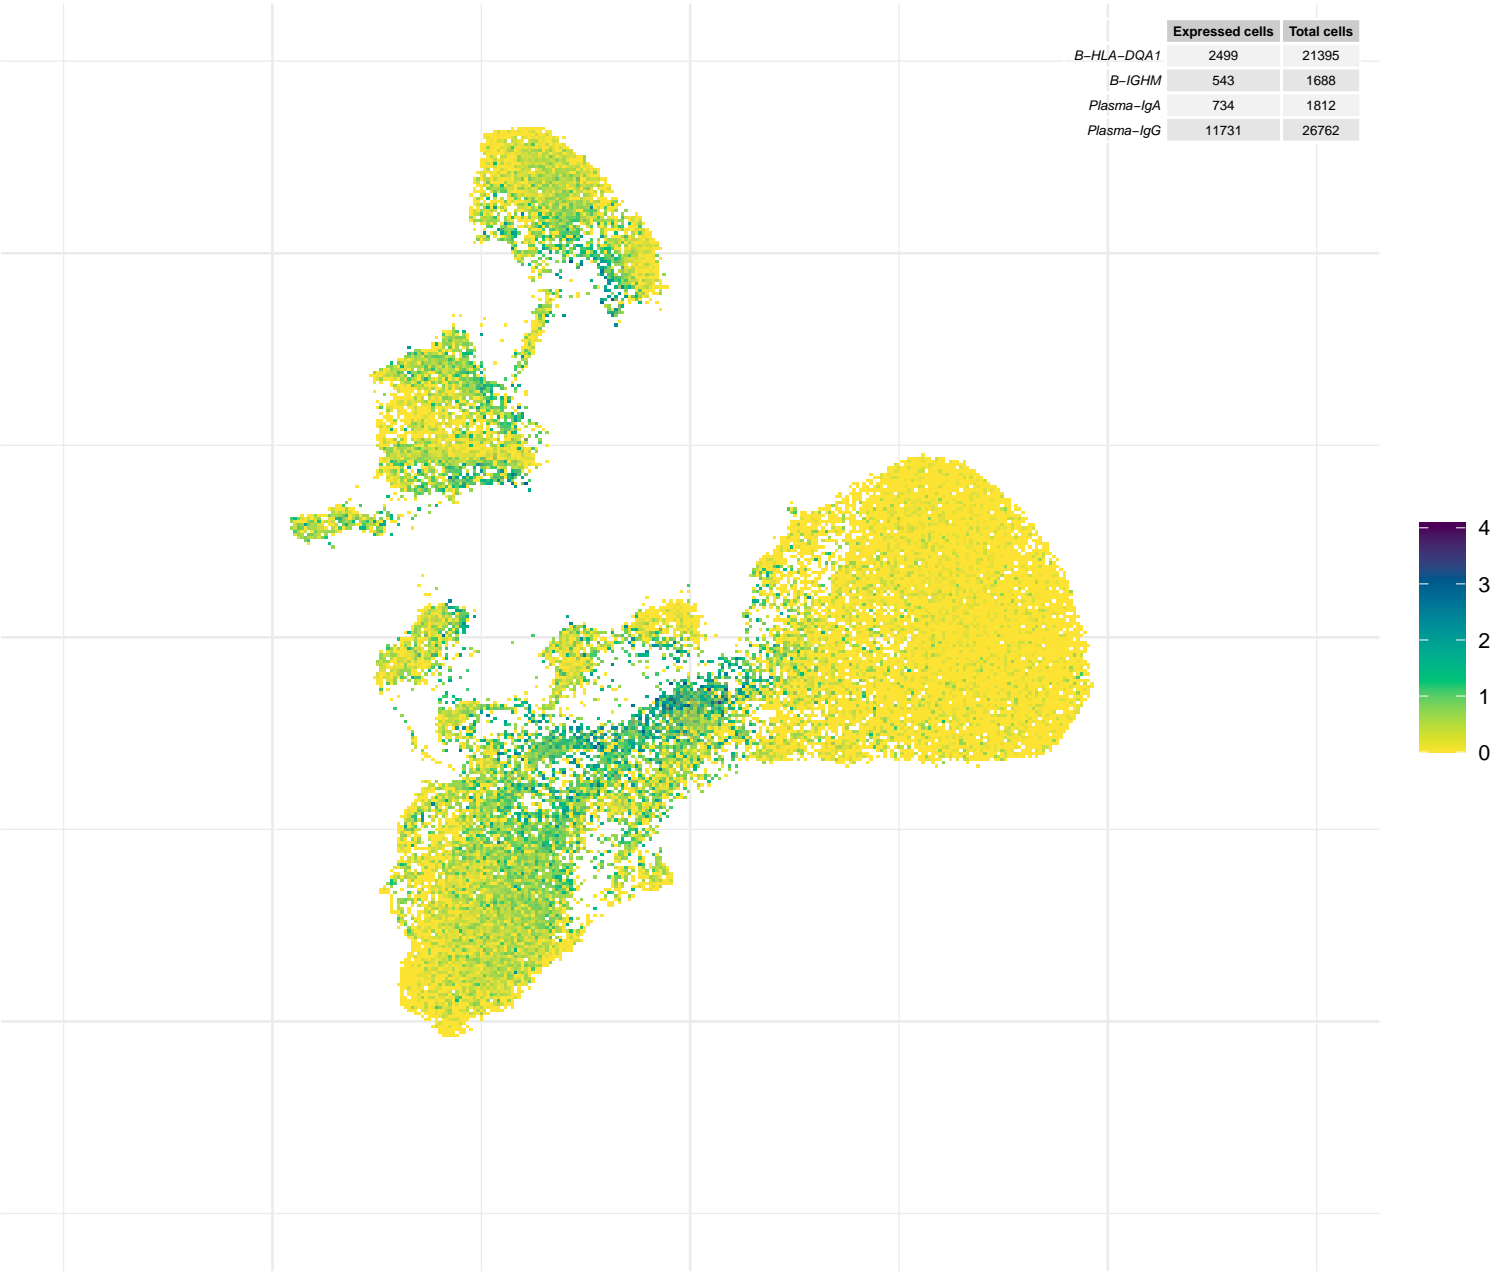 Expressed cells Total cells
B−HLA−DQA1 2499 21395
B−IGHM 543 1688
Plasma−IgA 734 1812
Plasma−IgG 11731 26762
4
3
2
1
0